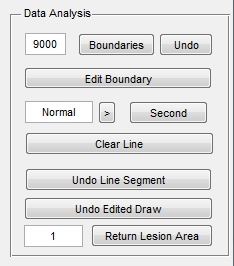 Data Analysis
9000 Boundaries Undo
Edit Boundary
Normal > Second
Clear Line
Undo Line Segment
Undo Edited Draw
1 Return Lesion Area